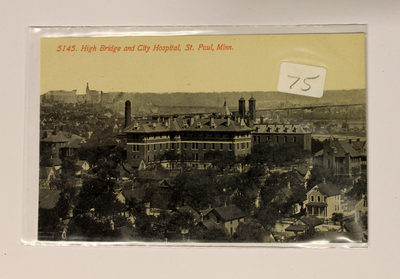 5145. High Bridge and City Hospital, St. Paul, Minn.
75